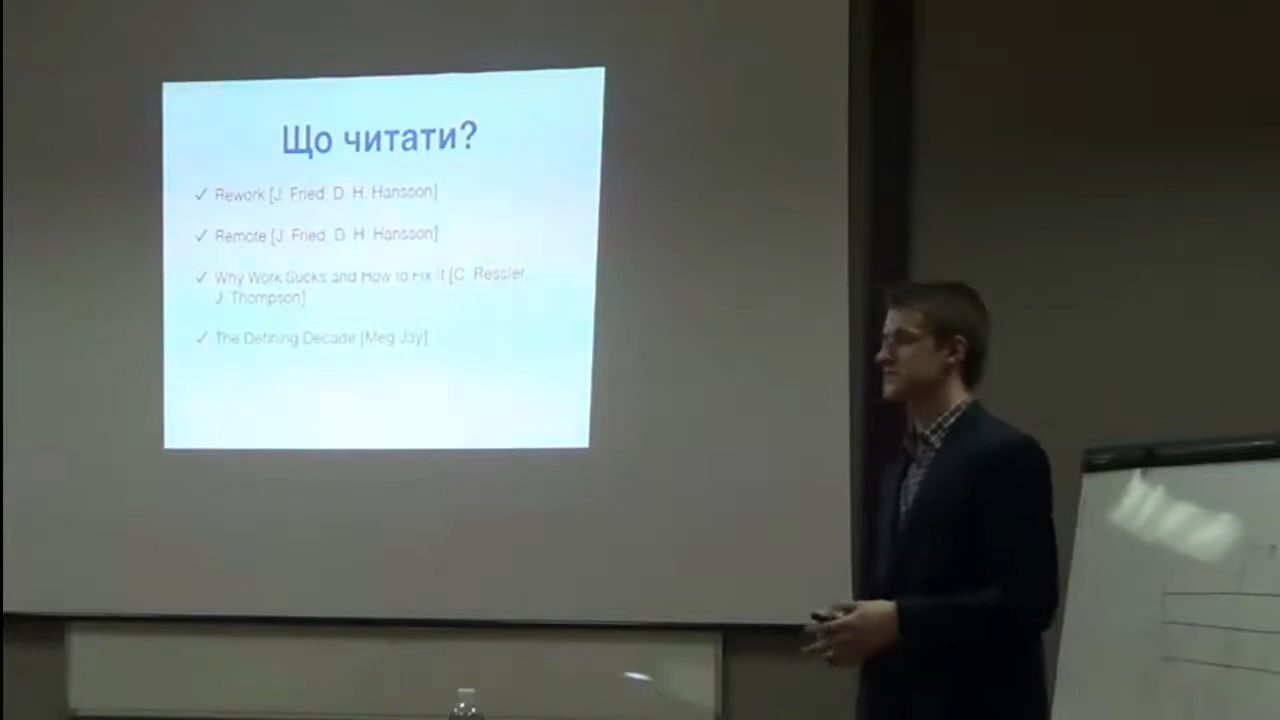 Що читати?
✓ Rework [J. Fried, D. H. Hansson]
✓ Remote [J. Fried, D. H. Hansson]
✓ Why Work Sucks and How to Fix It [C. Ressler,
J. Thompson]
✓ The Defining Decade [Meg Jay]